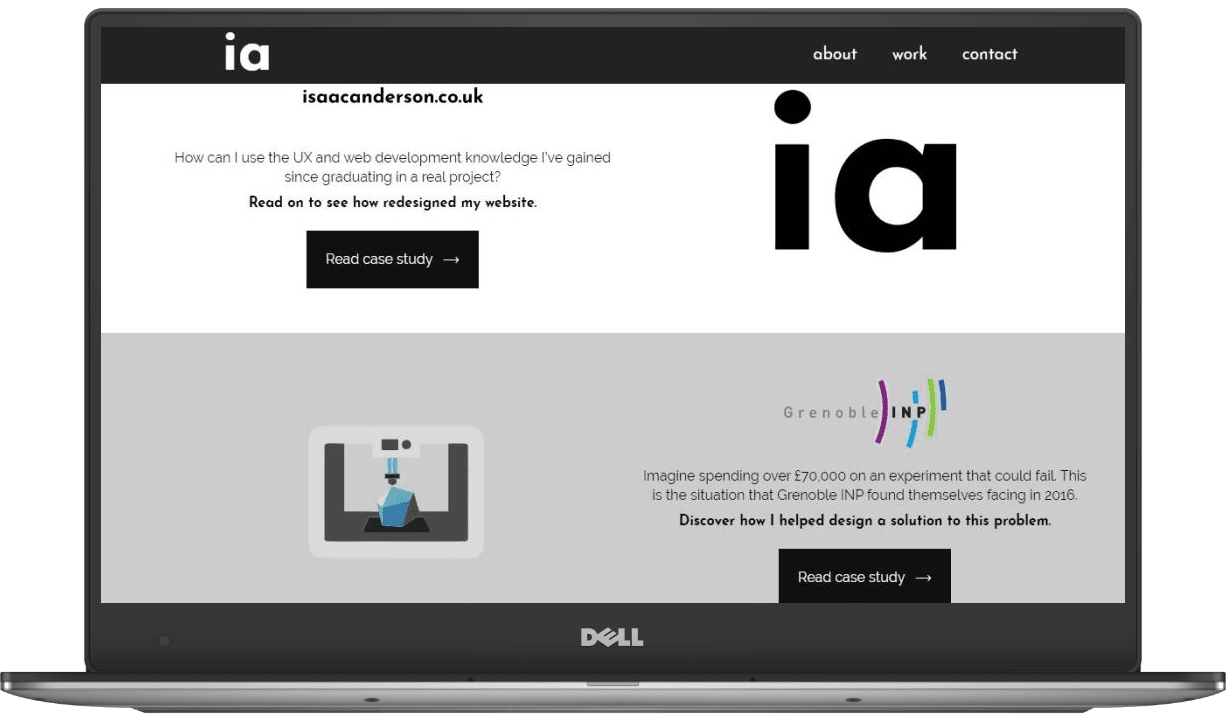 ia
about work contact
isaacanderson.co.uk
How can I use the UX and web development knowledge I've gained
since graduating in a real project?
Read on to see how redesigned my website.
Read case study →
ia
Grenoble INP
Imagine spending over £70,000 on an experiment that could fail. This
is the situation that Grenoble INP found themselves facing in 2016.
Discover how I helped design a solution to this problem.
Read case study →
DELL